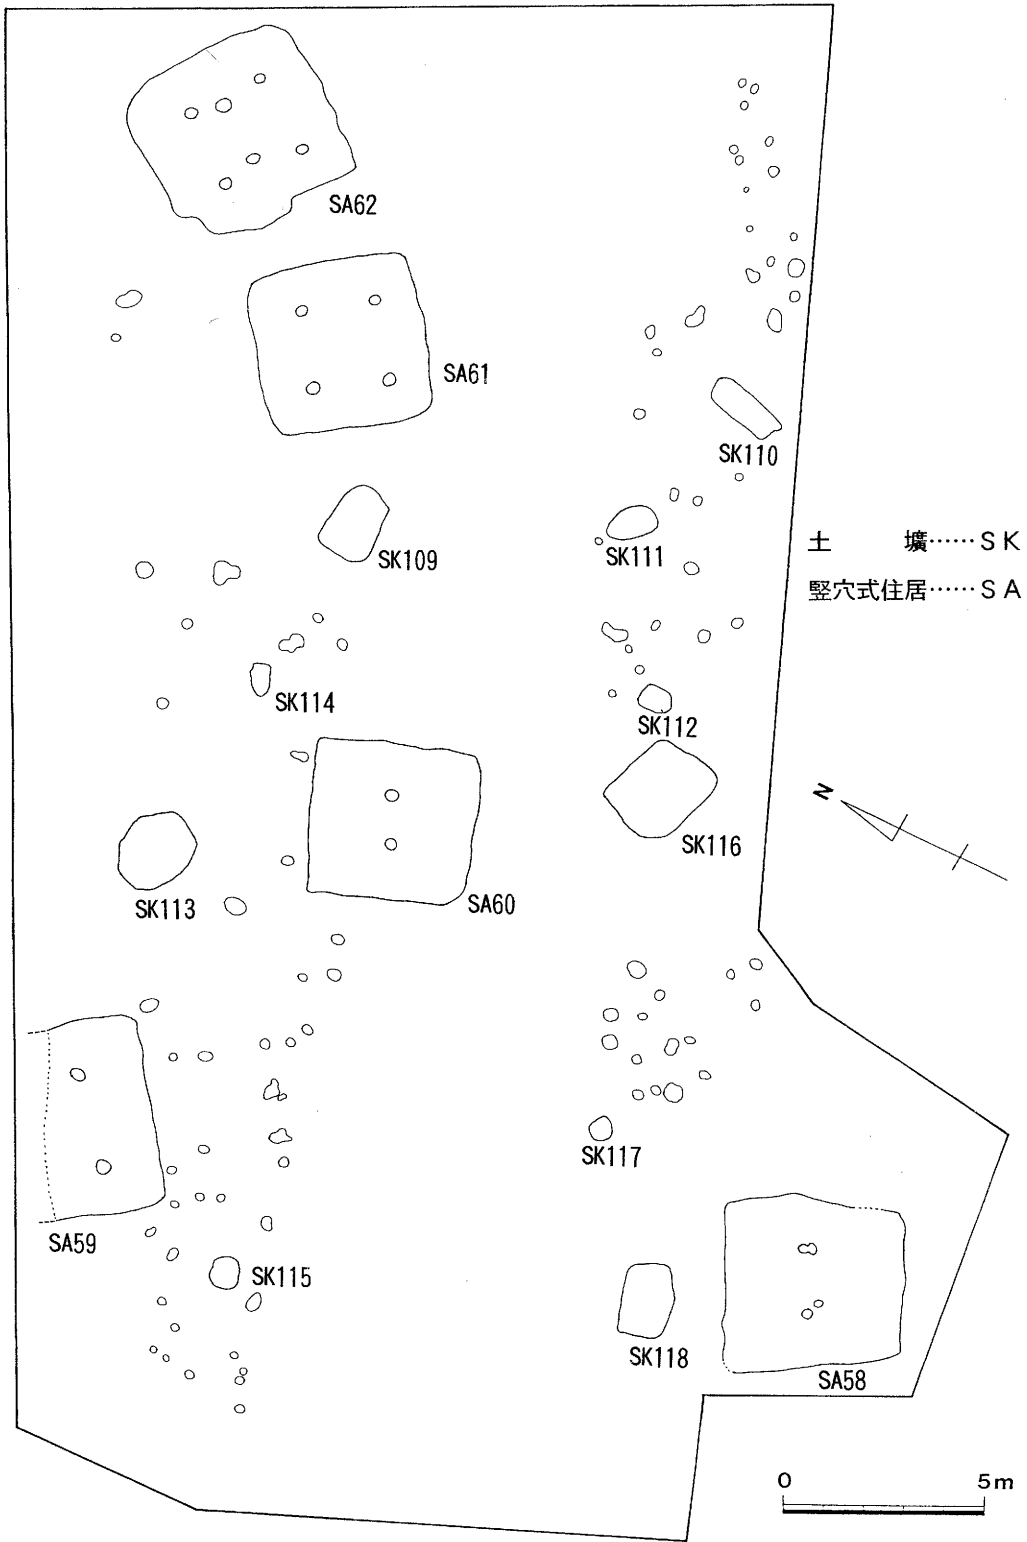 SA62
SA61
SK110
SK109
SK111
土　　壙……ＳＫ
竪穴式住居……ＳＡ
SK114
SK112
N
SK116
SK113
SA60
SK117
SA59
SK115
SK118
SA58
0 5m